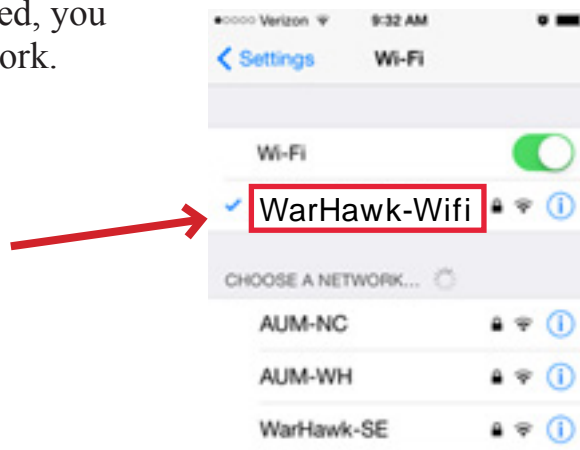 ed, you
ork.
Verizon 9:32 AM
Settings Wi-Fi
Wi-Fi
WarHawk-Wifi
CHOOSE A NETWORK...
AUM-NC
AUM-WH
WarHawk-SE